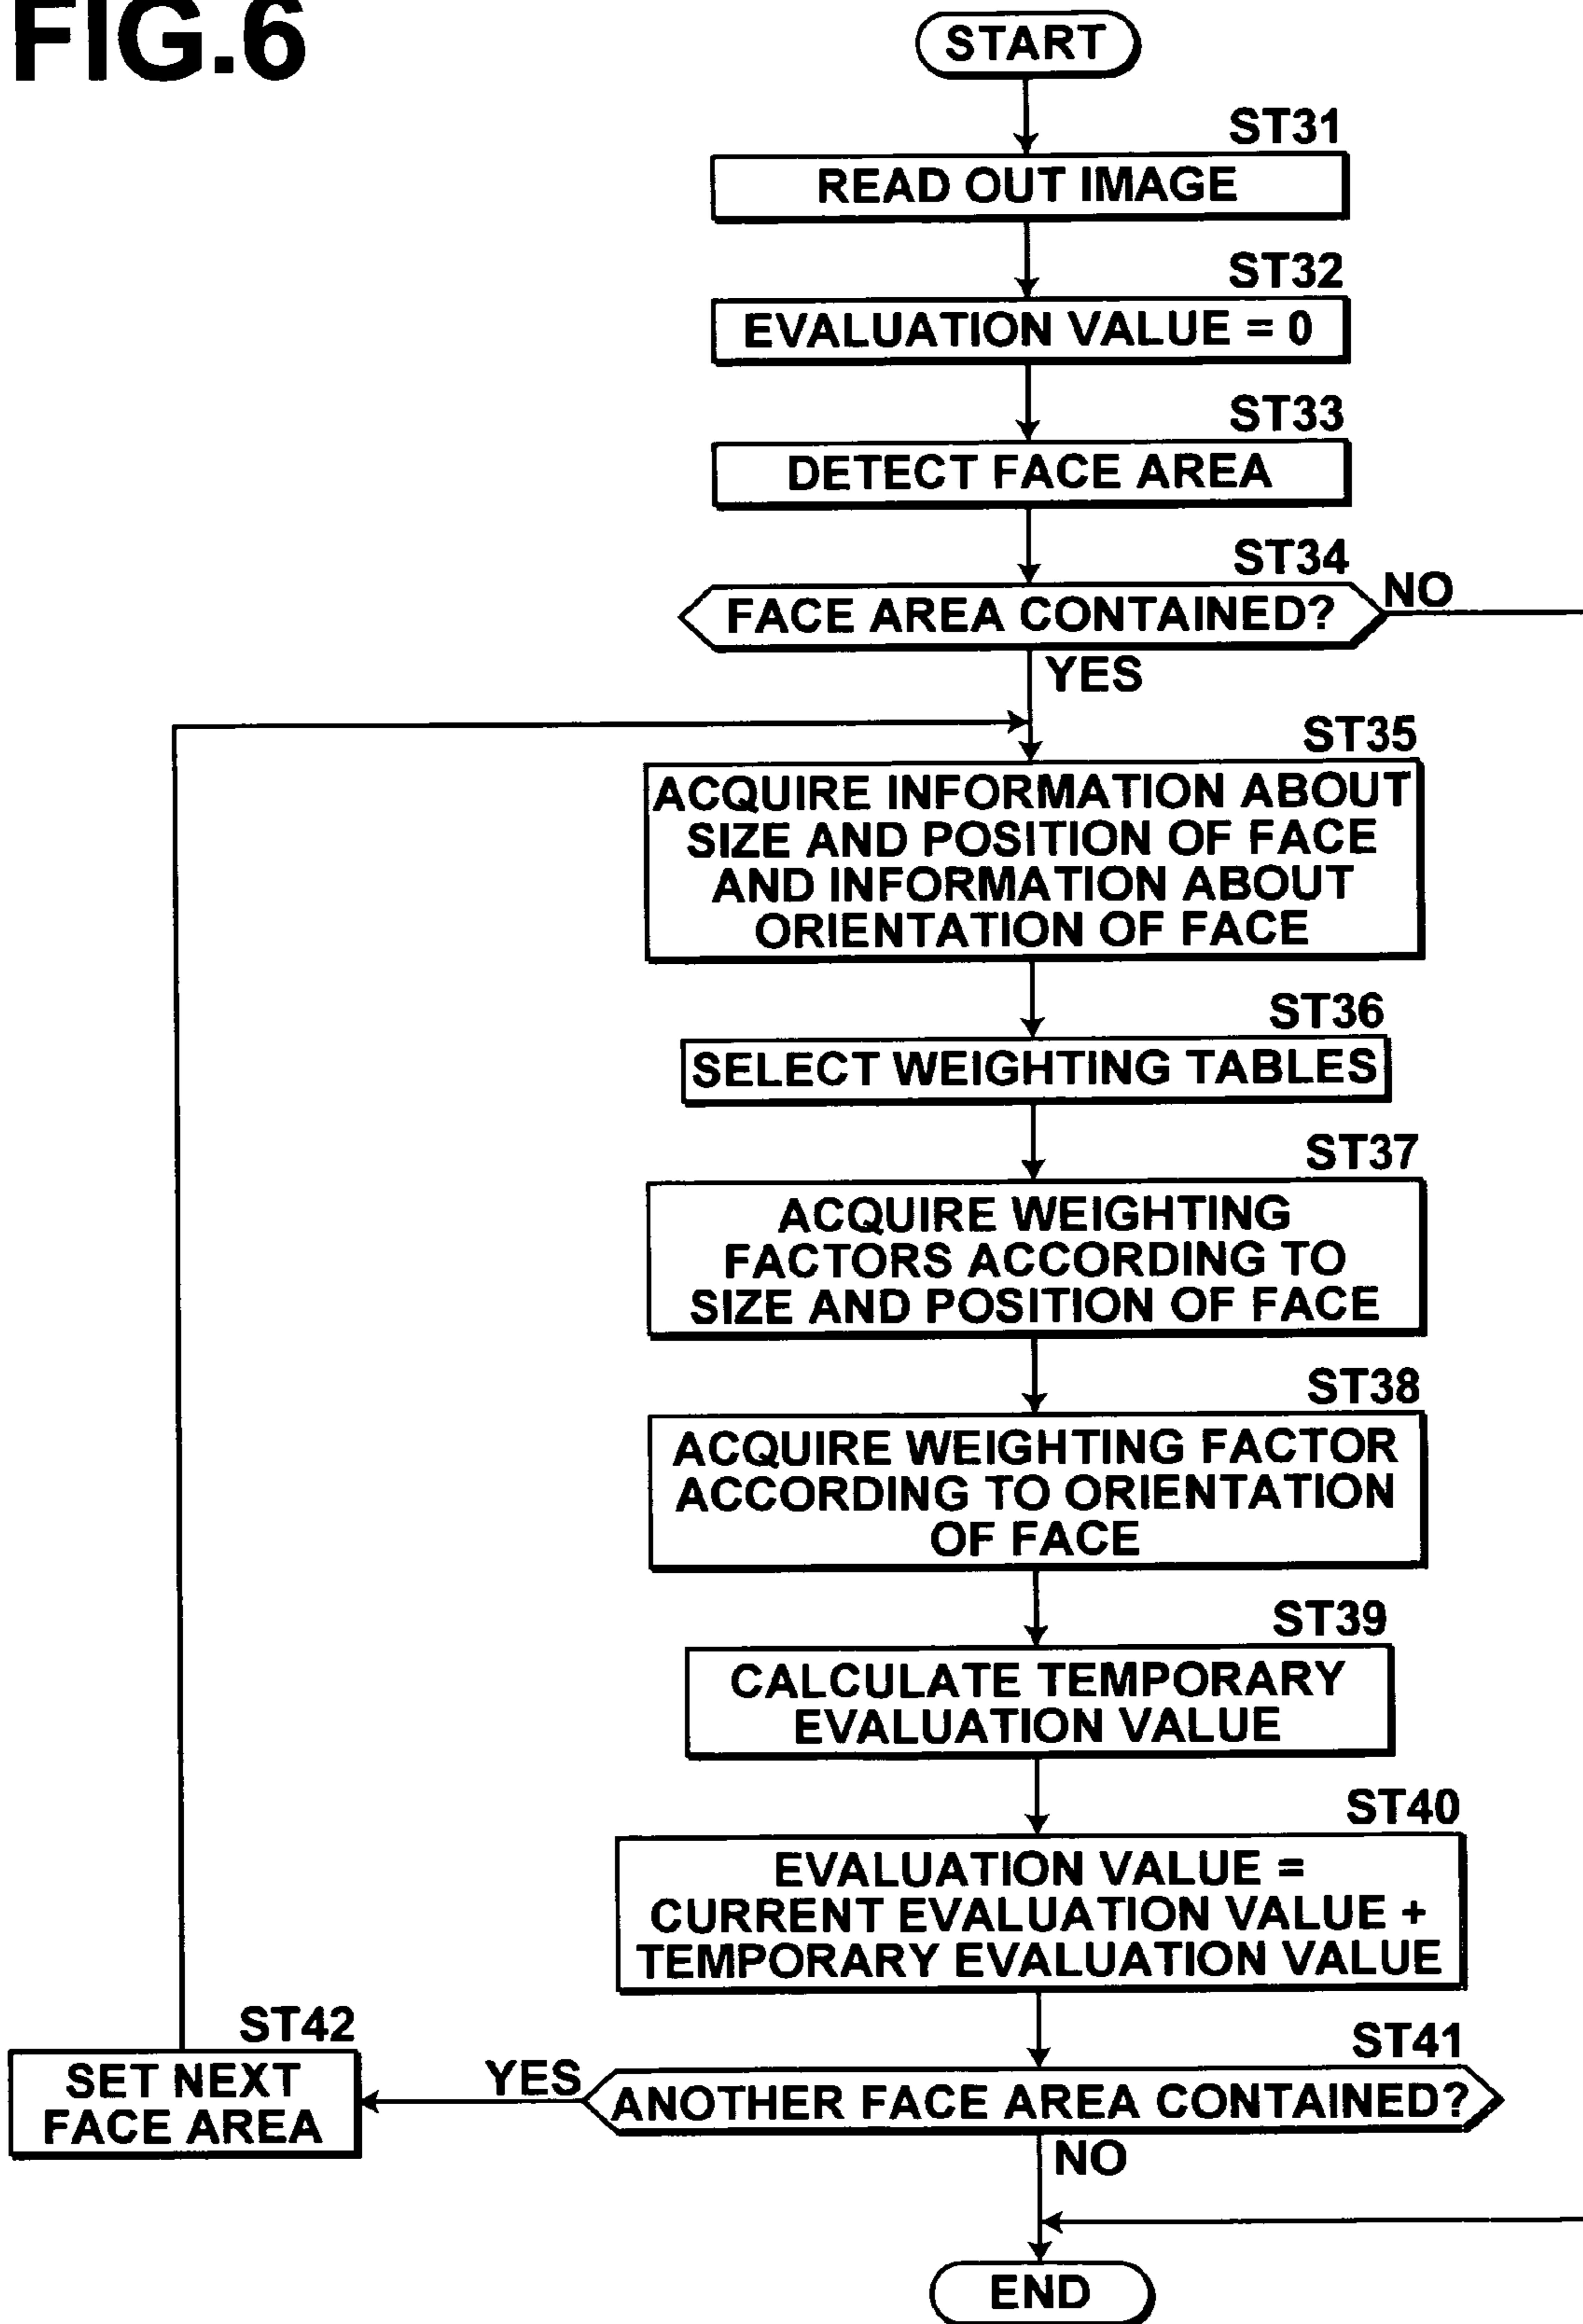 FIG.6
START
ST31
READ OUT IMAGE
ST32
EVALUATION VALUE = 0
ST33
DETECT FACE AREA
ST34
FACE AREA CONTAINED?
NO
YES
ST35
ACQUIRE INFORMATION ABOUT
SIZE AND POSITION OF FACE
AND INFORMATION ABOUT
ORIENTATION OF FACE
ST36
SELECT WEIGHTING TABLES
ST37
ACQUIRE WEIGHTING
FACTORS ACCORDING TO
SIZE AND POSITION OF FACE
ST38
ACQUIRE WEIGHTING FACTOR
ACCORDING TO ORIENTATION
OF FACE
ST39
CALCULATE TEMPORARY
EVALUATION VALUE
ST40
EVALUATION VALUE =
CURRENT EVALUATION VALUE +
TEMPORARY EVALUATION VALUE
ST41
ANOTHER FACE AREA CONTAINED?
YES
ST42
SET NEXT
FACE AREA
NO
END